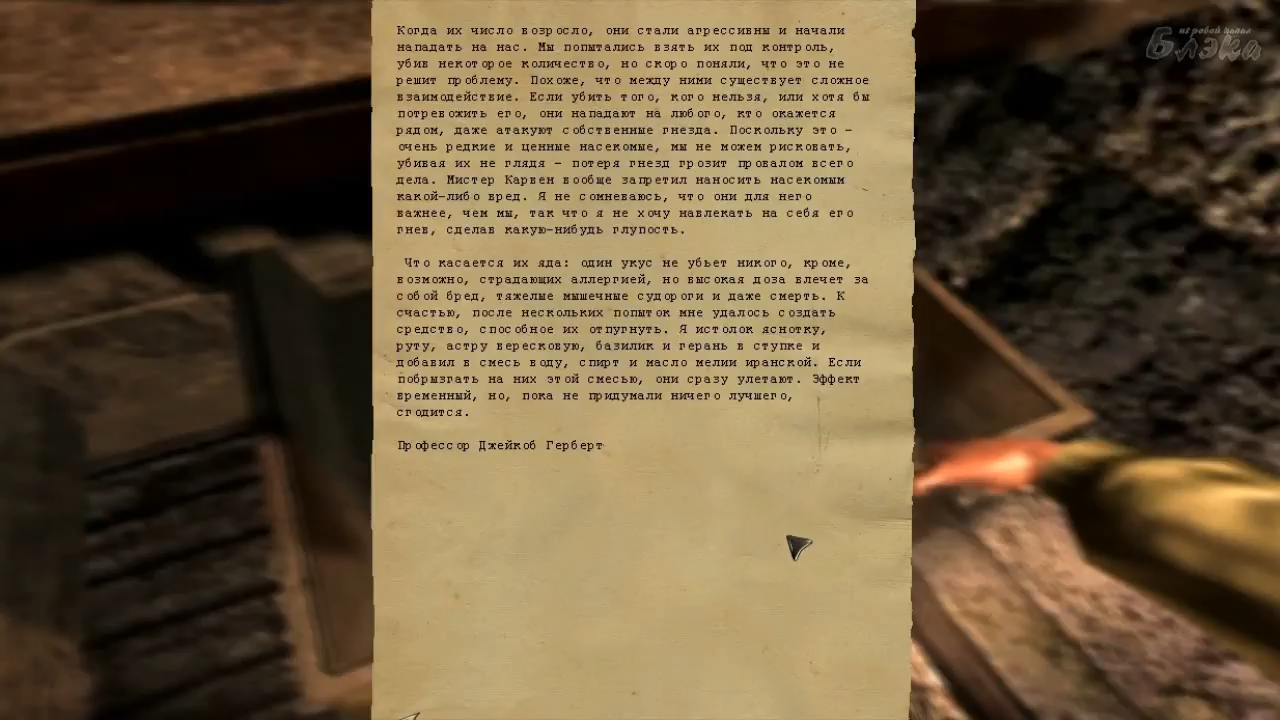 игровой канал
Блэка
Когда их число возросло, они стали агрессивны и начали
нападать на нас. Мы попытались взять их под контроль,
убив некоторое количество, но скоро поняли, что это не
решит проблему. Похоже, что между ними существует сложное
взаимодействие. Если убить того, кого нельзя, или хотя бы
потревожить его, они нападают на любого, кто окажется
рядом, даже атакуют собственные гнезда. Поскольку это –
очень редкие и ценные насекомые, мы не можем рисковать,
убивая их не глядя – потеря гнезд грозит провалом всего
дела. Мистер Карвен вообще запретил наносить насекомым
какой-либо вред. Я не сомневаюсь, что они для него
важнее, чем мы, так что я не хочу навлекать на себя его
гнев, сделав какую-нибудь глупость.
Что касается их яда: один укус не убьет никого, кроме,
возможно, страдающих аллергией, но высокая доза влечет за
собой бред, тяжелые мышечные судороги и даже смерть. К
счастью, после нескольких попыток мне удалось создать
средство, способное их отпугнуть. Я истолок яснотку,
руту, астру вересковую, базилик и герань в ступке и
добавил в смесь воду, спирт и масло мелии иранской. Если
побрызгать на них этой смесью, они сразу улетают. Эффект
временный, но, пока не придумали ничего лучшего,
сгодится.
Профессор Джейкоб Герберт